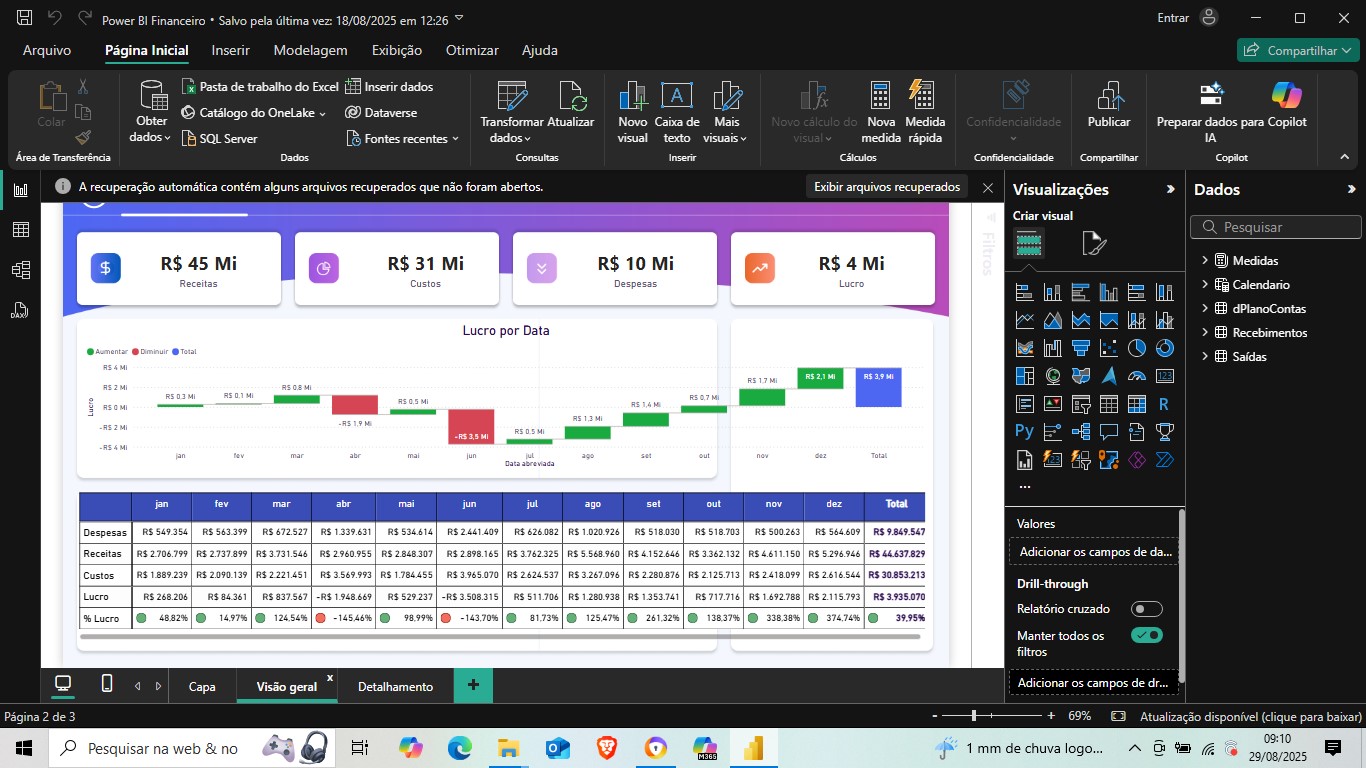 Power BI Financeiro • Salvo pela última vez: 18/08/2025 em 12:26
Entrar
Arquivo Página Inicial Inserir Modelagem Exibição Otimizar Ajuda
Compartilhar
Colar
Área de Transferência
Obter dados
Pasta de trabalho do Excel
Catálogo do OneLake
SQL Server
Inserir dados
Dataverse
Fontes recentes
Dados
Transformar dados
Atualizar
Consultas
Novo visual
Caixa de texto
Mais visuais
Inserir
Novo cálculo do visual
Nova medida
Medida rápida
Cálculos
Confidencialidade
Confidencialidade
Publicar
Compartilhar
Preparar dados para IA
Copilot
Copilot
A recuperação automática contém alguns arquivos recuperados que não foram abertos.
Exibir arquivos recuperados
DAX
R$ 45 Mi
Receitas
R$ 31 Mi
Custos
R$ 10 Mi
Despesas
R$ 4 Mi
Lucro
Filtros
Lucro por Data
Aumentar Diminuir Total
R$ 4 Mi
R$ 2 Mi
R$ 0 Mi
-R$ 2 Mi
-R$ 4 Mi
Lucro
R$ 0,3 Mi R$ 0,1 Mi R$ 0,8 Mi -R$ 1,9 Mi R$ 0,5 Mi -R$ 3,5 Mi R$ 0,5 Mi R$ 1,3 Mi R$ 1,4 Mi R$ 0,7 Mi R$ 1,7 Mi R$ 2,1 Mi R$ 3,9 Mi
jan fev mar abr mai jun jul ago set out nov dez Total
Data abreviada
jan fev mar abr mai jun jul ago set out nov dez Total
Despesas R$ 549.354 R$ 563.399 R$ 672.527 R$ 1.339.631 R$ 534.614 R$ 2.441.409 R$ 626.082 R$ 1.020.926 R$ 518.030 R$ 518.703 R$ 500.263 R$ 564.609 R$ 9.849.547
Receitas R$ 2.706.799 R$ 2.737.899 R$ 3.731.546 R$ 2.960.955 R$ 2.848.307 R$ 2.898.165 R$ 3.762.325 R$ 5.568.960 R$ 4.152.646 R$ 3.362.132 R$ 4.611.150 R$ 5.296.946 R$ 44.637.829
Custos R$ 1.889.239 R$ 2.090.139 R$ 2.221.451 R$ 3.569.993 R$ 1.784.455 R$ 3.965.070 R$ 2.624.537 R$ 3.267.096 R$ 2.280.876 R$ 2.125.713 R$ 2.418.099 R$ 2.616.544 R$ 30.853.213
Lucro R$ 268.206 R$ 84.361 R$ 837.567 -R$ 1.948.669 R$ 529.237 -R$ 3.508.315 R$ 511.706 R$ 1.280.938 R$ 1.353.741 R$ 717.716 R$ 1.692.788 R$ 2.115.793 R$ 3.935.070
% Lucro 48,82% 14,97% 124,54% -145,46% 98,99% -143,70% 81,73% 125,47% 261,32% 138,37% 338,38% 374,74% 39,95%
Visualizações
Criar visual
R
Py
123
123
...
Valores
Adicionar os campos de da...
Drill-through
Relatório cruzado
Manter todos os filtros
Adicionar os campos de dr...
Dados
Pesquisar
Medidas
Calendario
dPlanoContas
Recebimentos
Saídas
Capa
Visão geral
x
Detalhamento
+
Página 2 de 3
- + 69%
Atualização disponível (clique para baixar)
Pesquisar na web & no
M365
1 mm de chuva logo...
09:10
29/08/2025